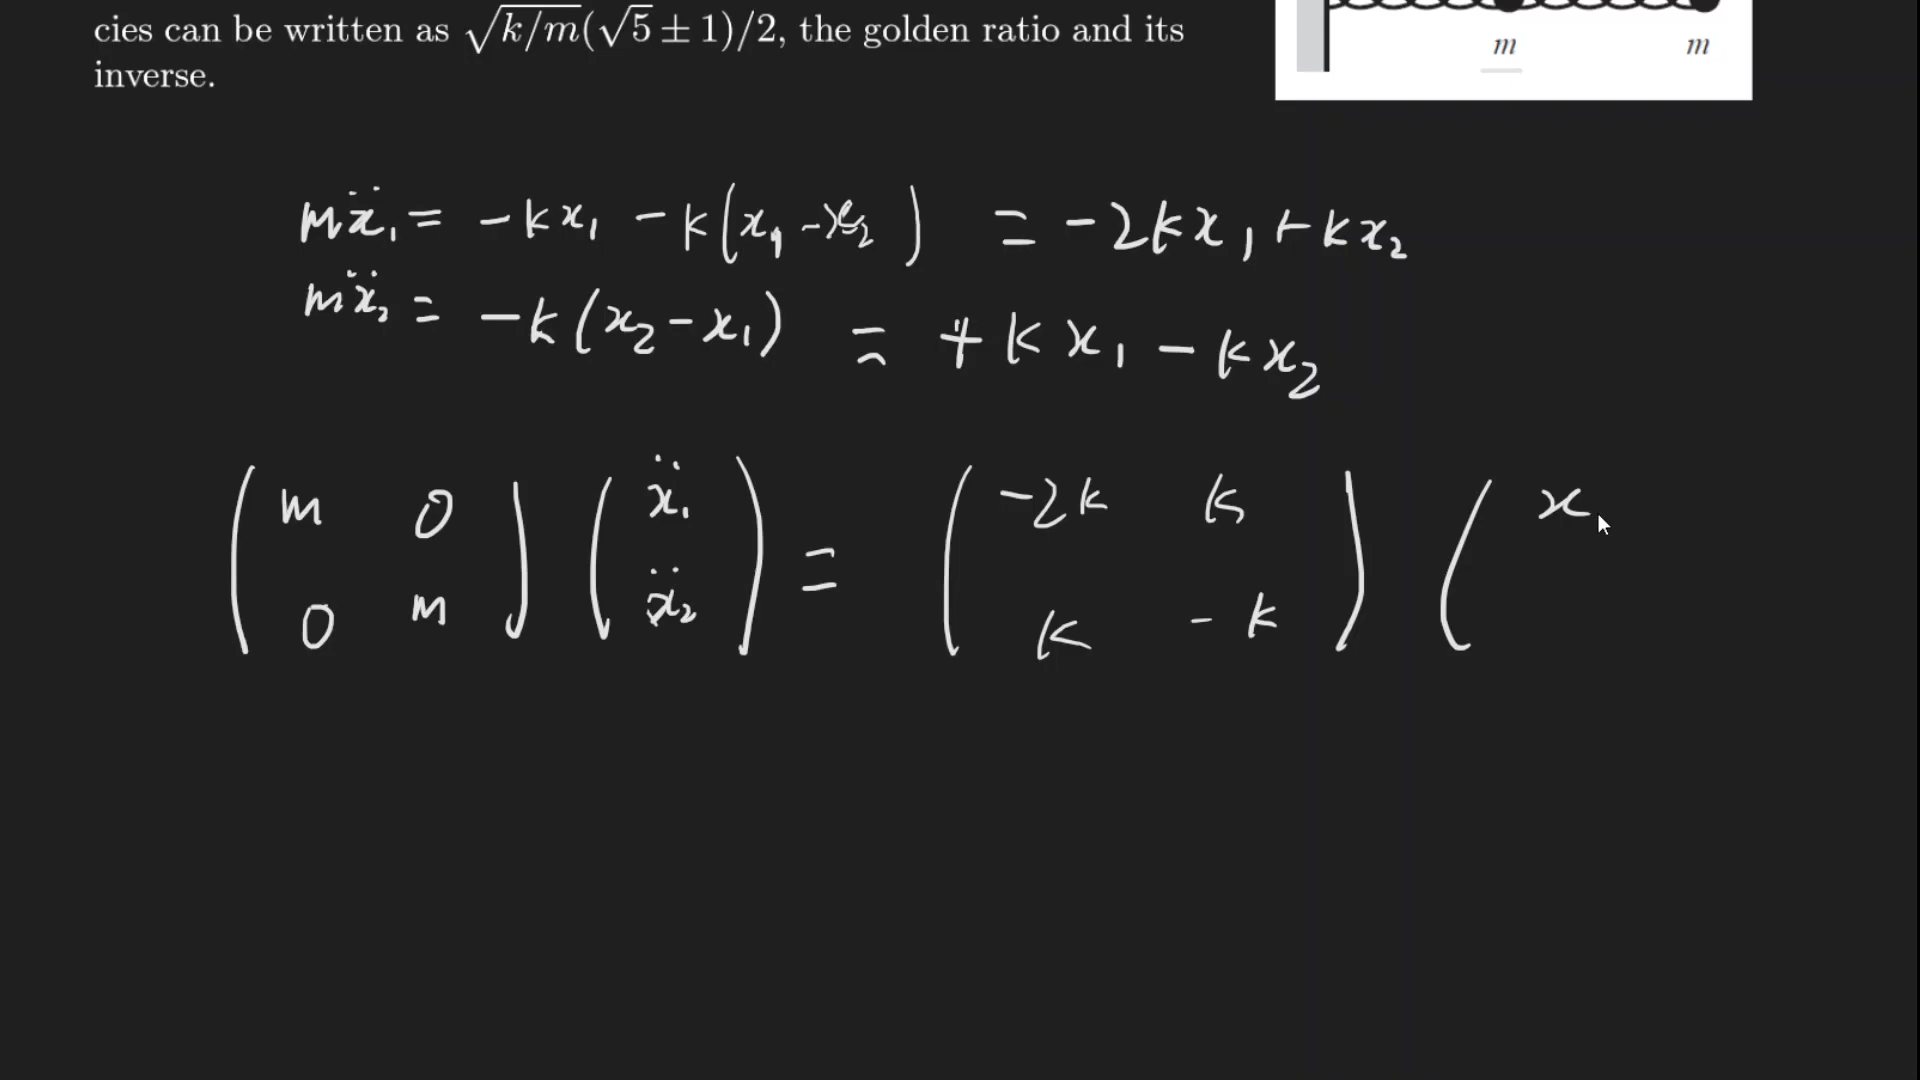 cies can be written as √k/m(√5 ± 1)/2, the golden ratio and its
inverse.
m m
mẍ₁ = -kx₁ - k(x₁ - x₂) = -2kx₁ + kx₂
mẍ₂ = -k(x₂ - x₁) = +kx₁ - kx₂
( m 0 ) ( ẍ₁ ) = ( -2k k ) ( x
0 m ẍ₂ k -k